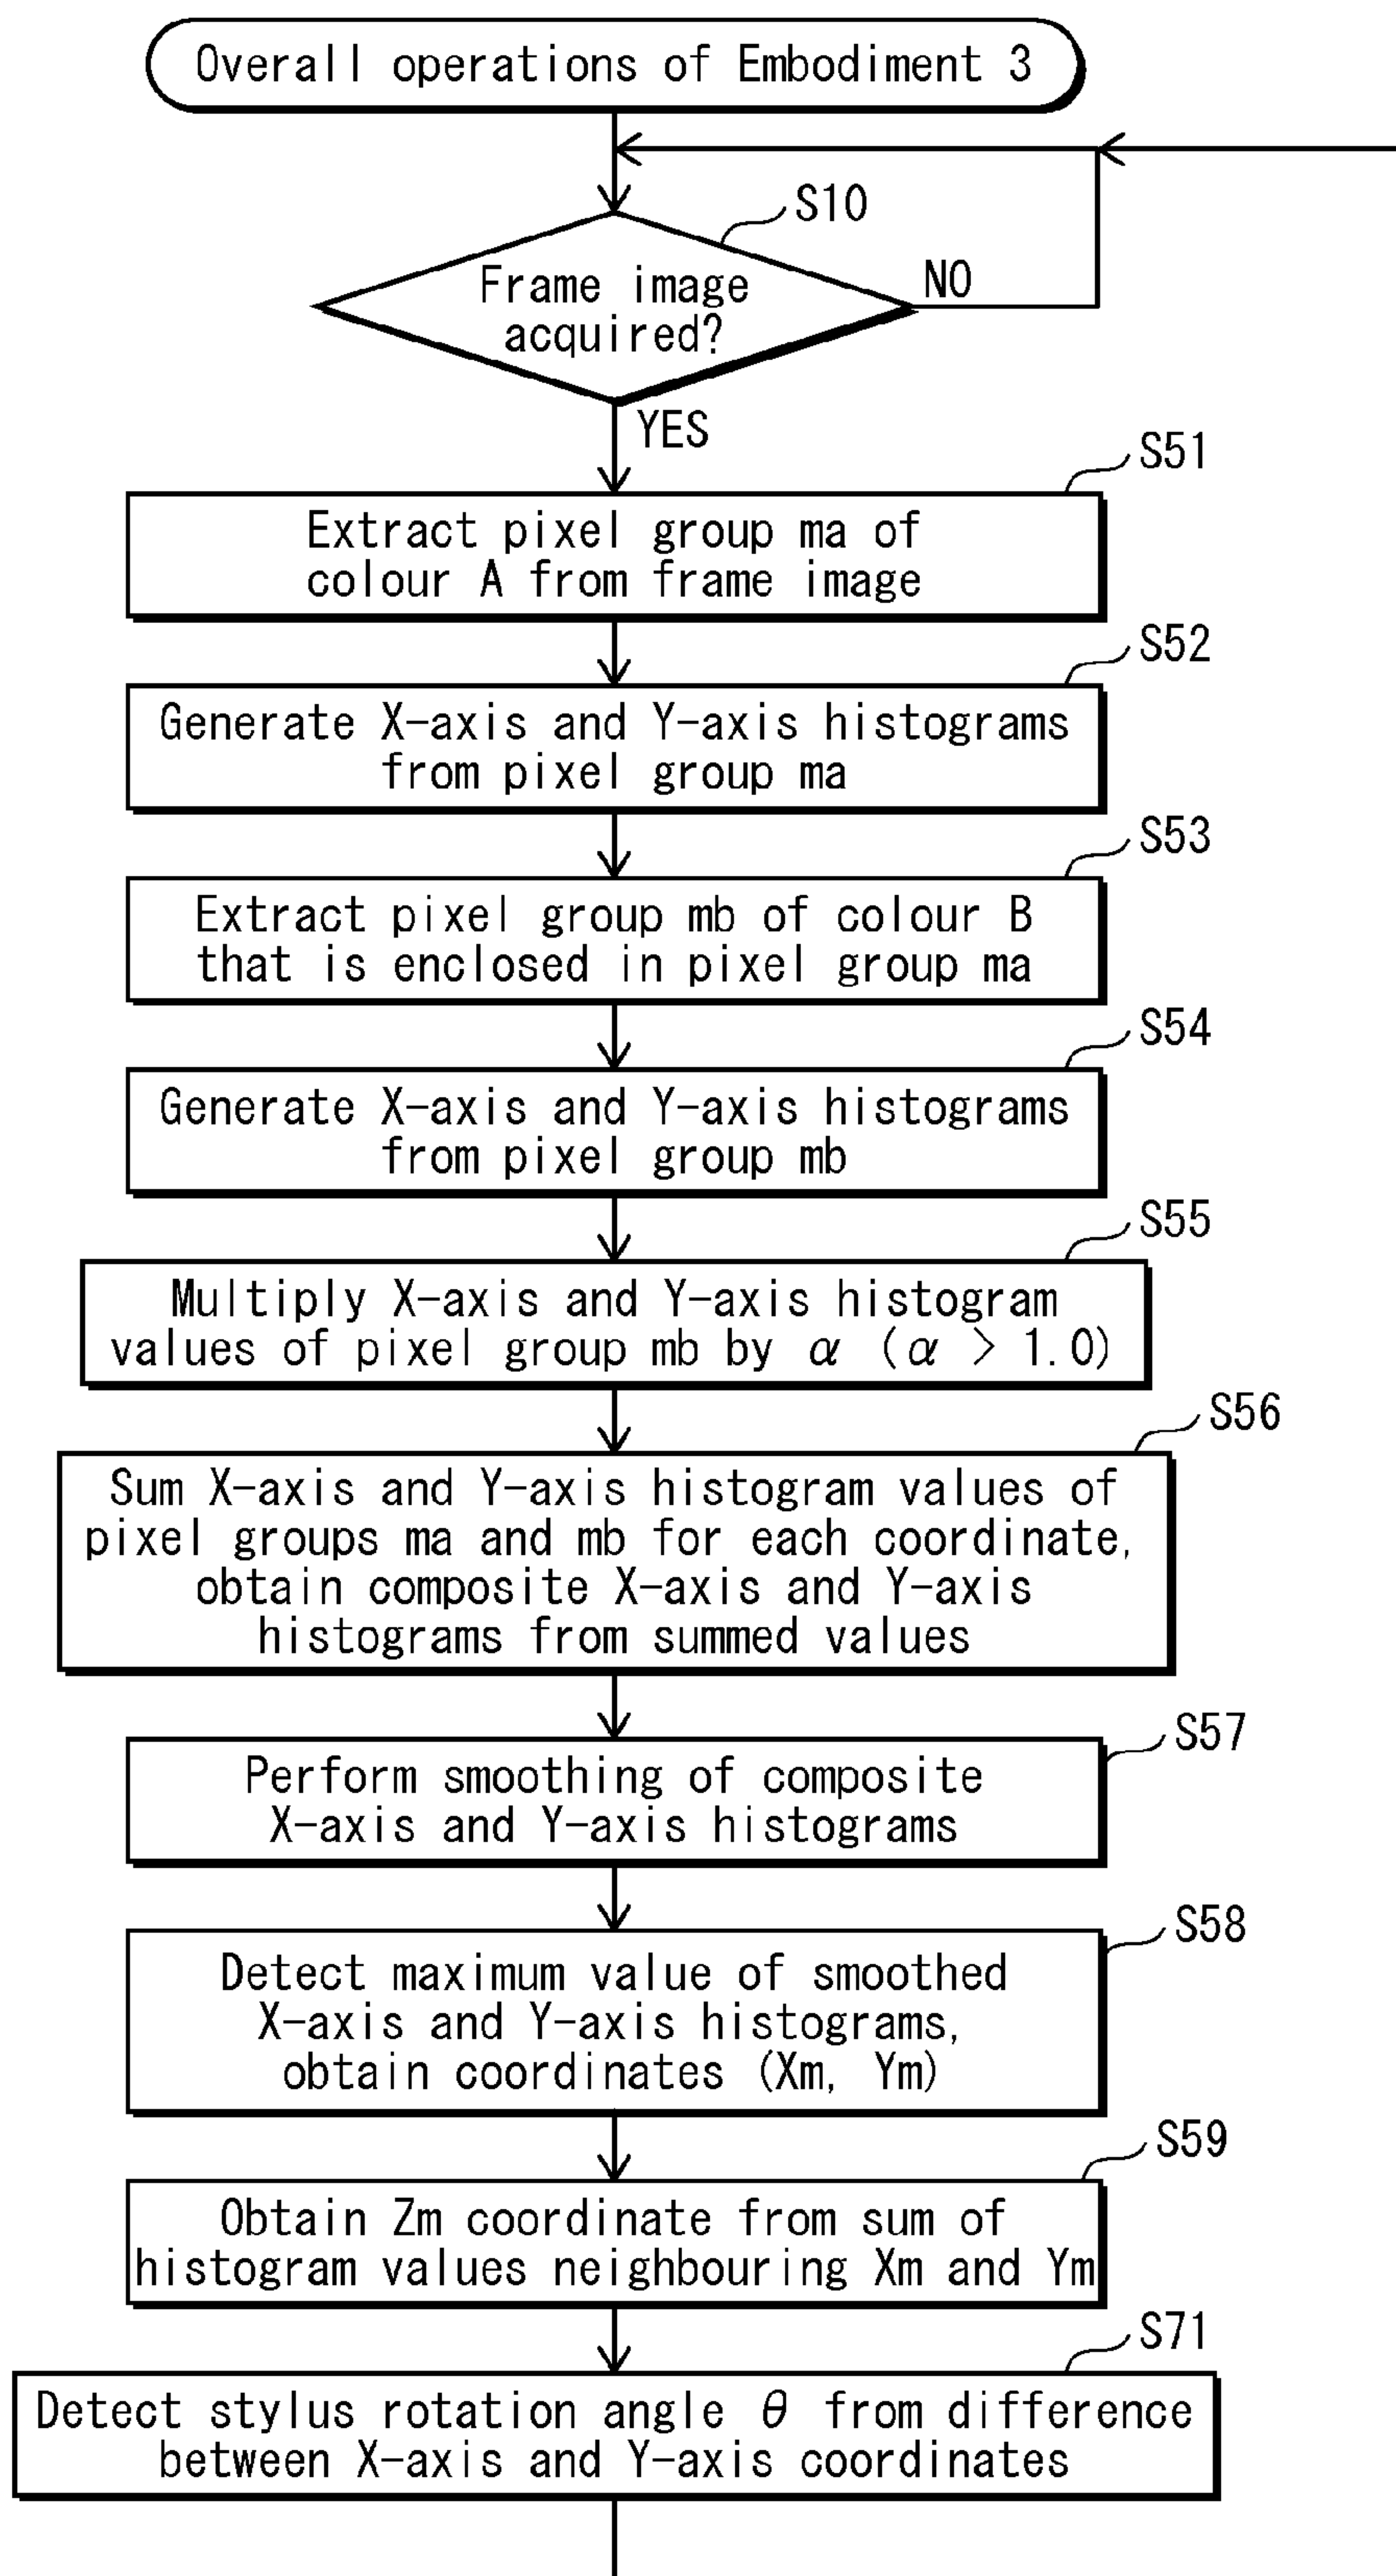 Overall operations of Embodiment 3
S10
Frame image
acquired?
NO
YES
S51
Extract pixel group ma of
colour A from frame image
S52
Generate X-axis and Y-axis histograms
from pixel group ma
S53
Extract pixel group mb of colour B
that is enclosed in pixel group ma
S54
Generate X-axis and Y-axis histograms
from pixel group mb
S55
Multiply X-axis and Y-axis histogram
values of pixel group mb by α (α > 1.0)
S56
Sum X-axis and Y-axis histogram values of
pixel groups ma and mb for each coordinate,
obtain composite X-axis and Y-axis
histograms from summed values
S57
Perform smoothing of composite
X-axis and Y-axis histograms
S58
Detect maximum value of smoothed
X-axis and Y-axis histograms,
obtain coordinates (Xm, Ym)
S59
Obtain Zm coordinate from sum of
histogram values neighbouring Xm and Ym
S71
Detect stylus rotation angle θ from difference
between X-axis and Y-axis coordinates